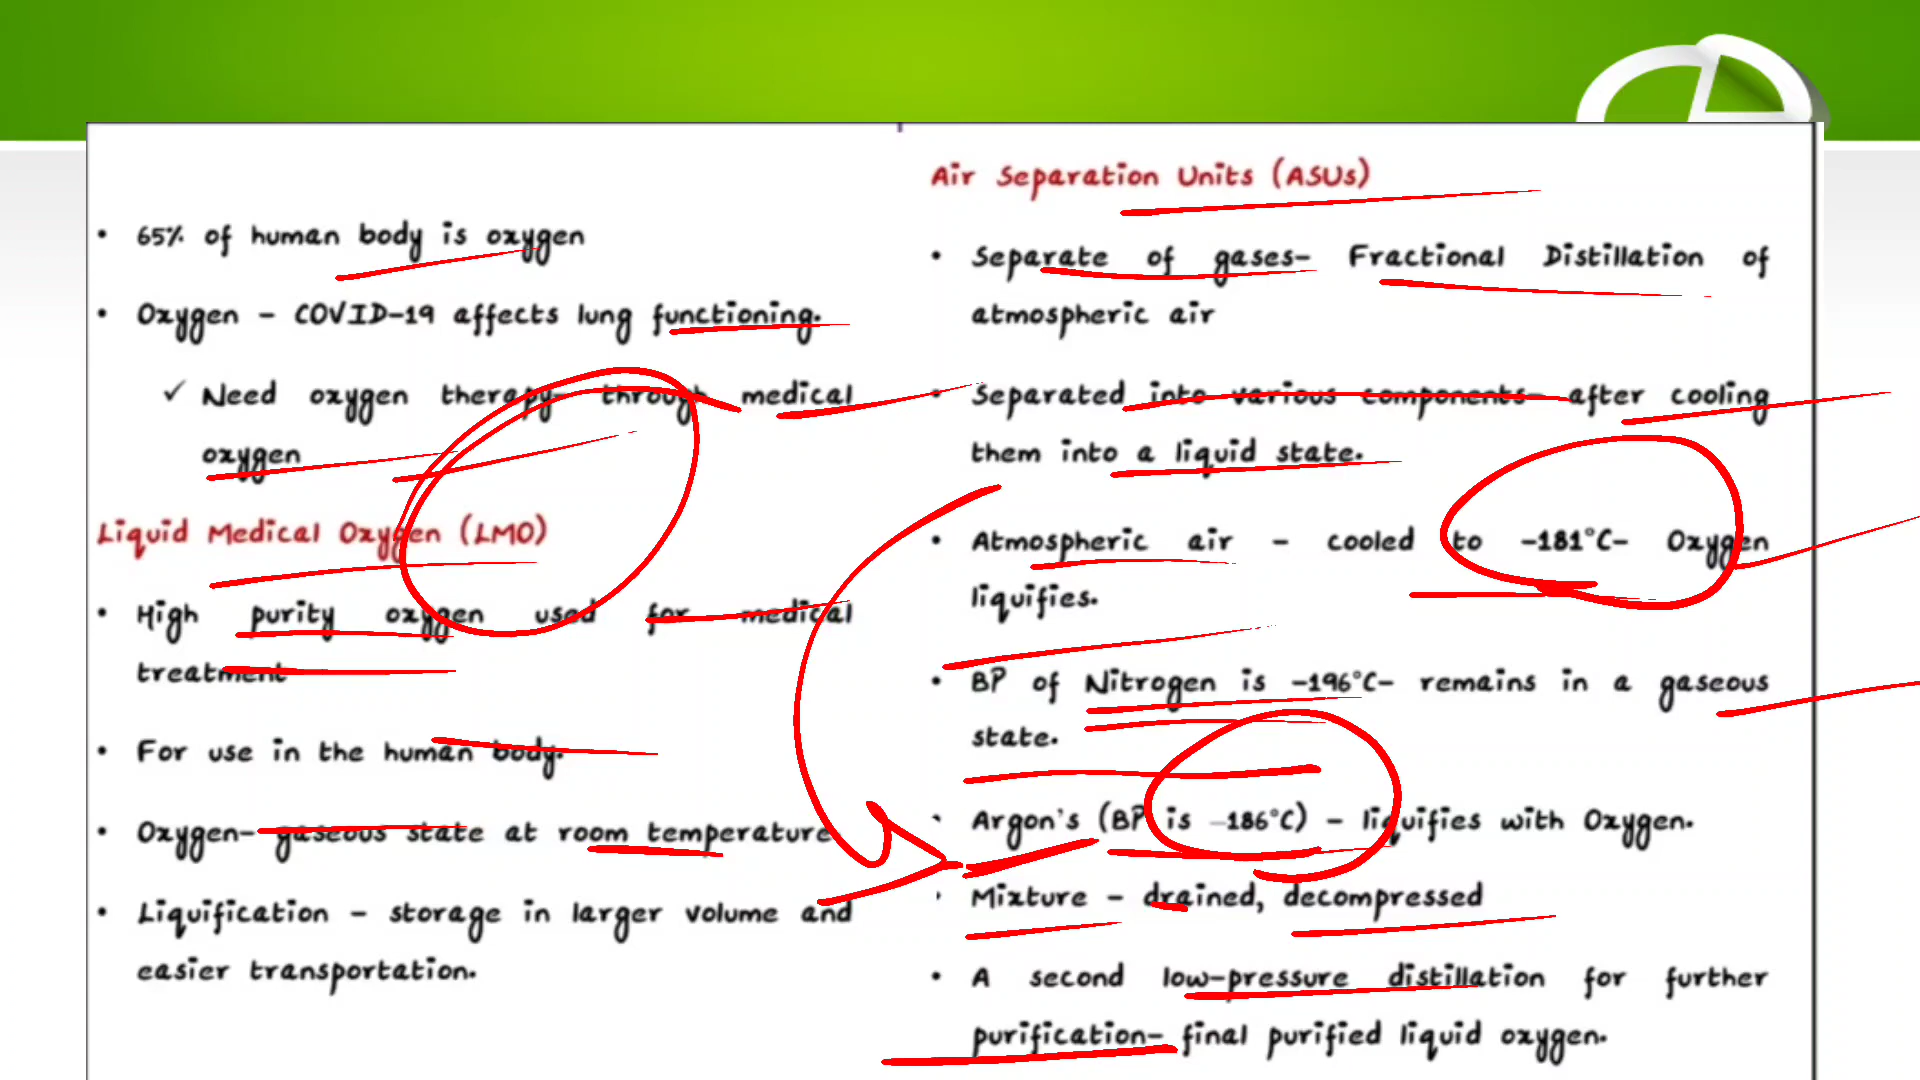 • 65% of human body is oxygen
• Oxygen – COVID-19 affects lung functioning.
✓ Need oxygen therapy– through medical
oxygen
Liquid Medical Oxygen (LMO)
• High purity oxygen used for medical
treatment
• For use in the human body.
• Oxygen– gaseous state at room temperature
• Liquification – storage in larger volume and
easier transportation.
Air Separation Units (ASUs)
• Separate of gases– Fractional Distillation of
atmospheric air
• Separated into various components– after cooling
them into a liquid state.
• Atmospheric air – cooled to –181°C– Oxygen
liquifies.
• BP of Nitrogen is –196°C– remains in a gaseous
state.
• Argon's (BP is –186°C) – liquifies with Oxygen.
• Mixture – drained, decompressed
• A second low-pressure distillation for further
purification– final purified liquid oxygen.